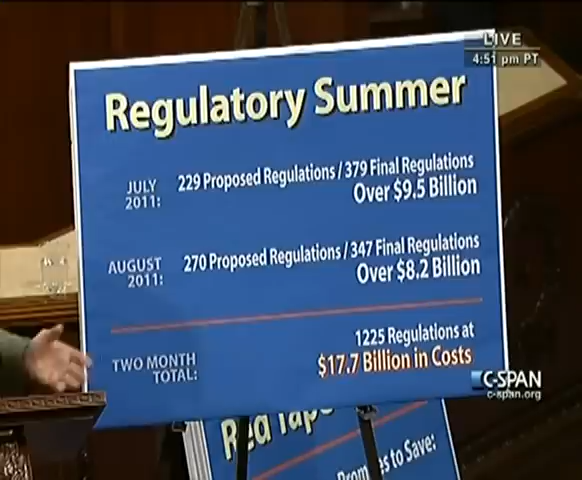 LIVE
4:51 pm PT
Regulatory Summer
JULY
2011:
229 Proposed Regulations / 379 Final Regulations
Over $9.5 Billion
AUGUST
2011:
270 Proposed Regulations / 347 Final Regulations
Over $8.2 Billion
TWO MONTH
TOTAL:
1225 Regulations at
$17.7 Billion in Costs
C-SPAN
c-span.org
Red Tape
to Save: